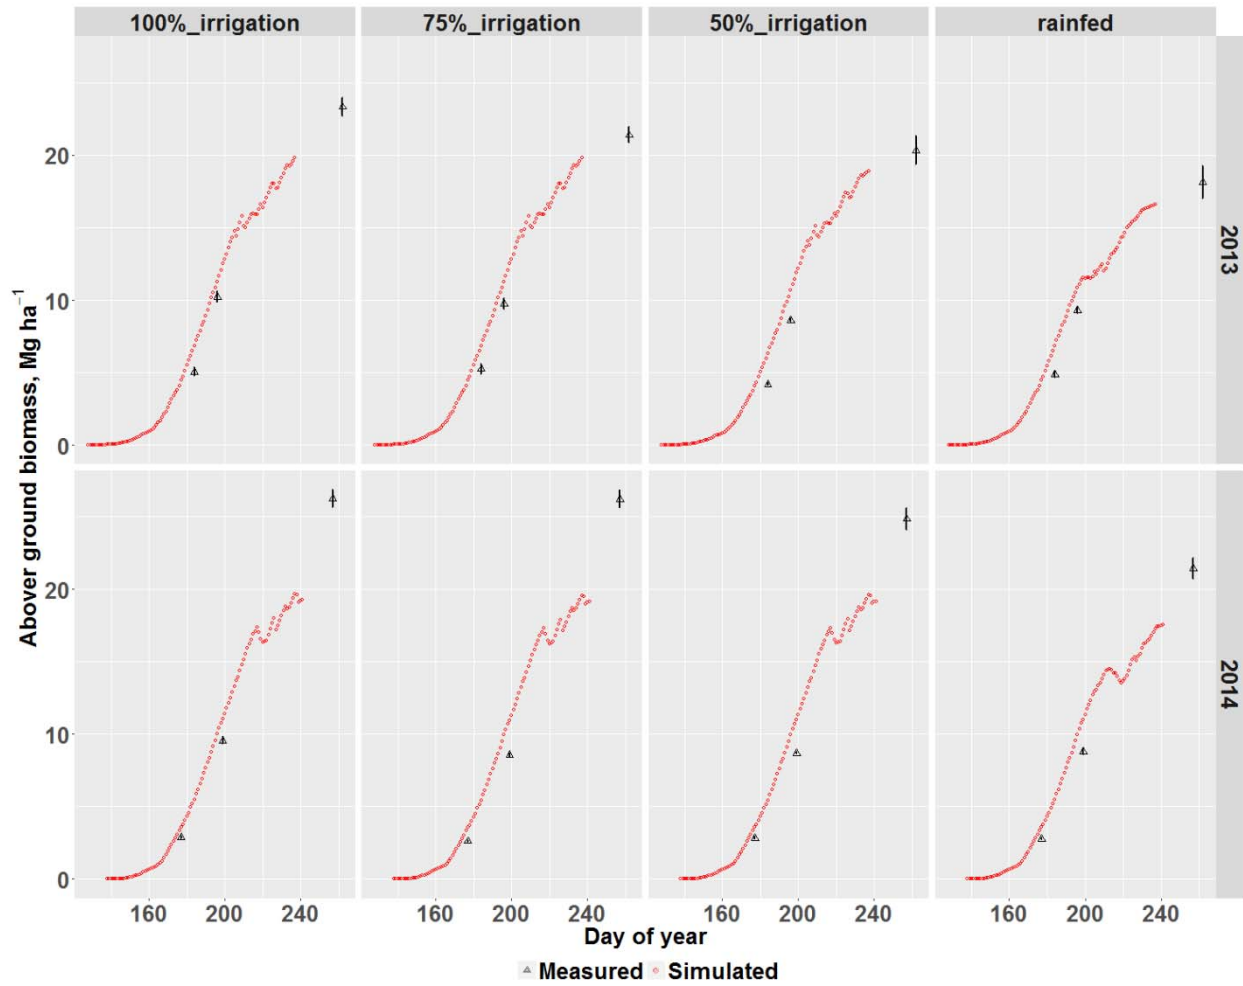 100%_irrigation 75%_irrigation 50%_irrigation rainfed
20
10
0
2013
20
10
0
2014
Abover ground biomass, Mg ha⁻¹
160 200 240 160 200 240 160 200 240 160 200 240
Day of year
Measured Simulated